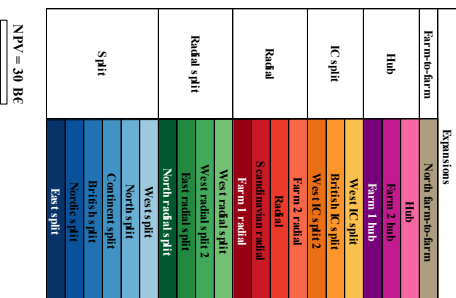 Expansions
Farm-to-farm
North farm-to-farm
Hub
Hub
Farm 2 hub
Farm 1 hub
IC split
West IC split
British IC split
West IC split 2
Radial
Farm 2 radial
Radial
Scandinavian radial
Farm 1 radial
Radial split
West radial split
West radial split 2
East radial split
North radial split
Split
West split
North split
Continent split
British split
Nordic split
East split
NPV = 30 B€